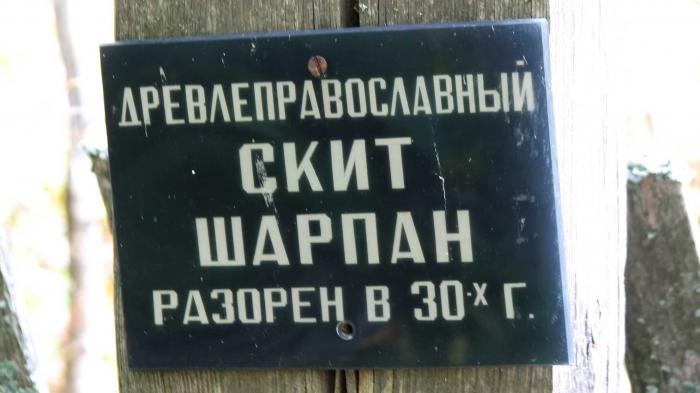 ДРЕВЛЕПРАВОСЛАВНЫЙ
СКИТ
ШАРПАН
РАЗОРЕН В 30-Х Г.